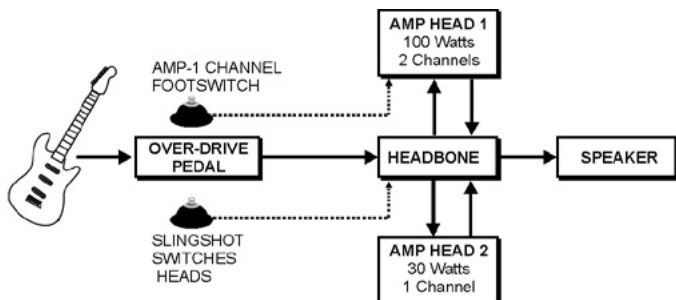 AMP HEAD 1
100 Watts
2 Channels
AMP-1 CHANNEL
FOOTSWITCH
OVER-DRIVE
PEDAL
HEADBONE
SPEAKER
SLINGSHOT
SWITCHES
HEADS
AMP HEAD 2
30 Watts
1 Channel